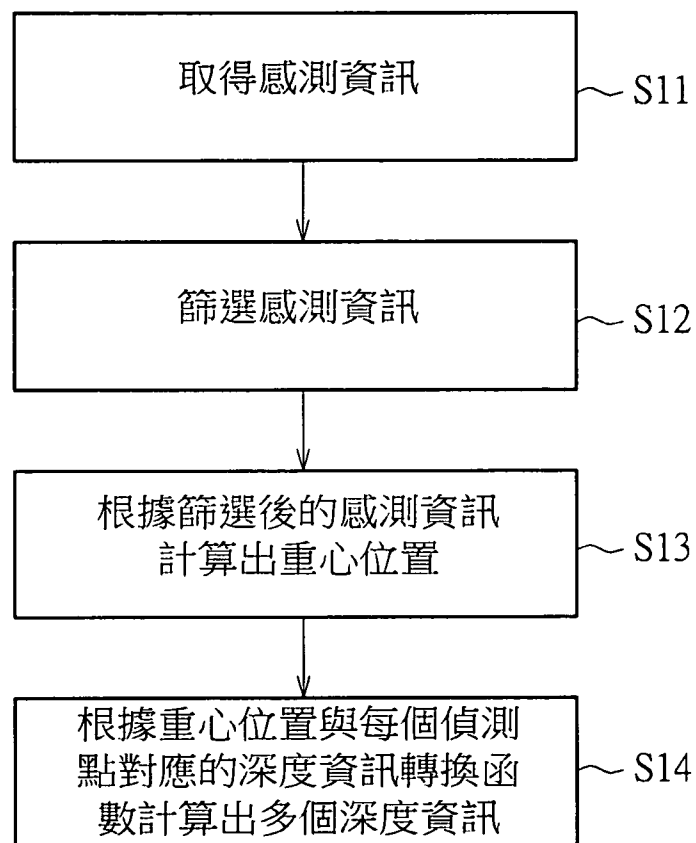 取得感測資訊
S11
篩選感測資訊
S12
根據篩選後的感測資訊
計算出重心位置
S13
根據重心位置與每個偵測
點對應的深度資訊轉換函
數計算出多個深度資訊
S14